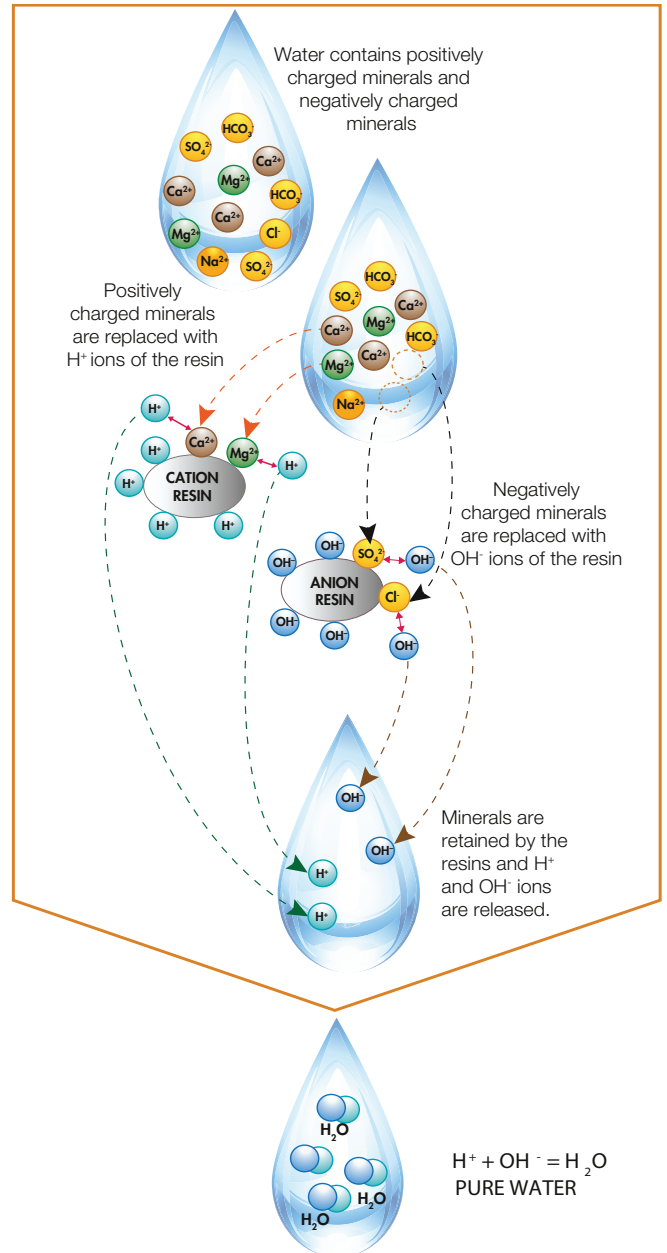 Water contains positively
charged minerals and
negatively charged
minerals
HCO₃⁻
SO₄²⁻
Ca²⁺
Mg²⁺
Ca²⁺
HCO₃⁻
Ca²⁺
Mg²⁺
Cl⁻
Na²⁺
SO₄²⁻
Positively
charged minerals
are replaced with
H⁺ ions of the resin
HCO₃⁻
SO₄²⁻
Ca²⁺
Ca²⁺
Mg²⁺
HCO₃⁻
Ca²⁺
Mg²⁺
Na²⁺
H⁺
Ca²⁺
Mg²⁺
H⁺
H⁺
H⁺
H⁺
H⁺
CATION
RESIN
Negatively
charged minerals
are replaced with
OH⁻ ions of the resin
OH⁻
SO₄²⁻
OH⁻
OH⁻
ANION
RESIN
Cl⁻
OH⁻
OH⁻
OH⁻
OH⁻
OH⁻
H⁺
H⁺
Minerals are
retained by the
resins and H⁺
and OH⁻ ions
are released.
H₂O
H₂O
H₂O
H⁺ + OH⁻ = H₂O
PURE WATER